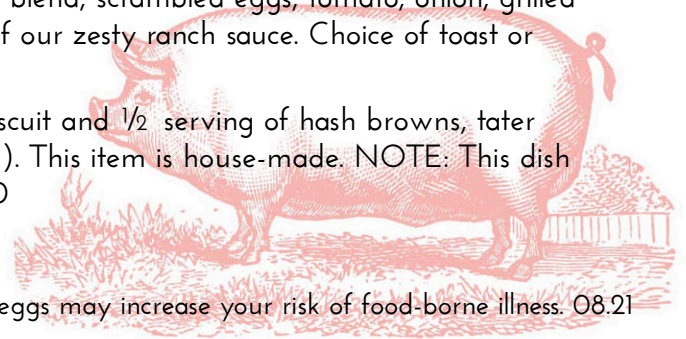 blend, scrambled eggs, tomato, onion, grilled
f our zesty ranch sauce. Choice of toast or
scuit and ½ serving of hash browns, tater
). This item is house-made. NOTE: This dish
eggs may increase your risk of food-borne illness. 08.21